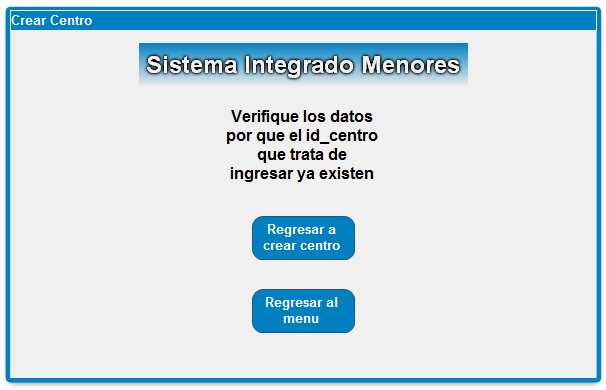 Crear Centro
Sistema Integrado Menores
Verifique los datos
por que el id_centro
que trata de
ingresar ya existen
Regresar a
crear centro
Regresar al
menu